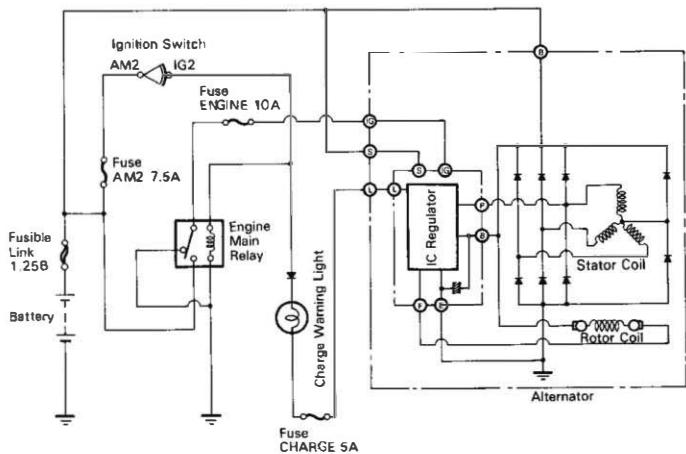 Ignition Switch
AM2
IG2
Fuse
ENGINE 10A
Fuse
AM2 7.5A
Fusible
Link
1.25B
Battery
Engine
Main
Relay
Charge Warning Light
Fuse
CHARGE 5A
B
IG
S
L
S
IG
L
IC Regulator
P
B
F
E
Stator Coil
Rotor Coil
Alternator